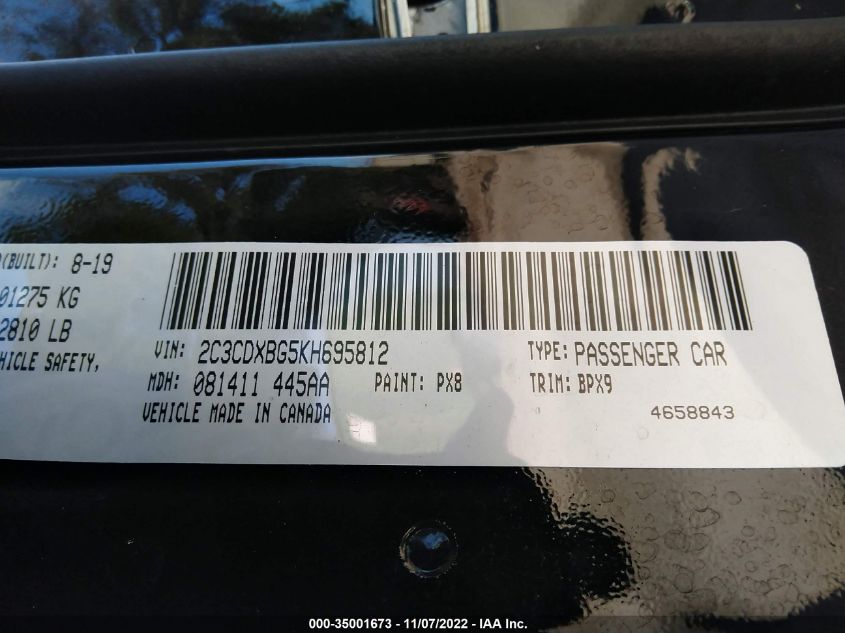 (BUILT): 8-19
01275 KG
2810 LB
HICLE SAFETY,
VIN: 2C3CDXBG5KH695812 TYPE: PASSENGER CAR
MDH: 081411 445AA PAINT: PX8 TRIM: BPX9
VEHICLE MADE IN CANADA 4658843
000-35001673 - 11/07/2022 - IAA Inc.